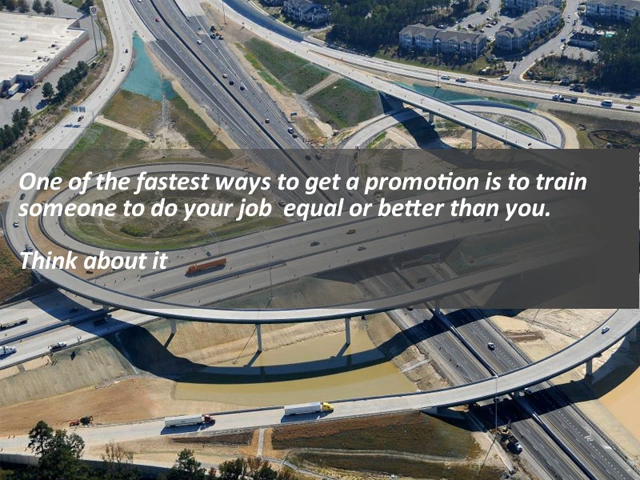 One of the fastest ways to get a promotion is to train
someone to do your job  equal or better than you.
Think about it